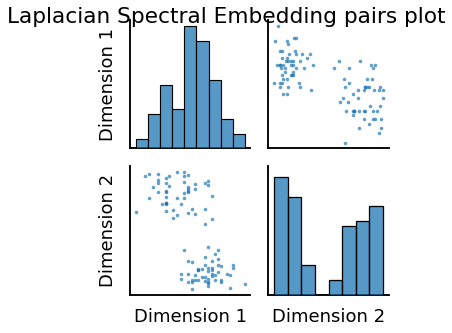 Laplacian Spectral Embedding pairs plot
Dimension 1
Dimension 2
Dimension 1
Dimension 2